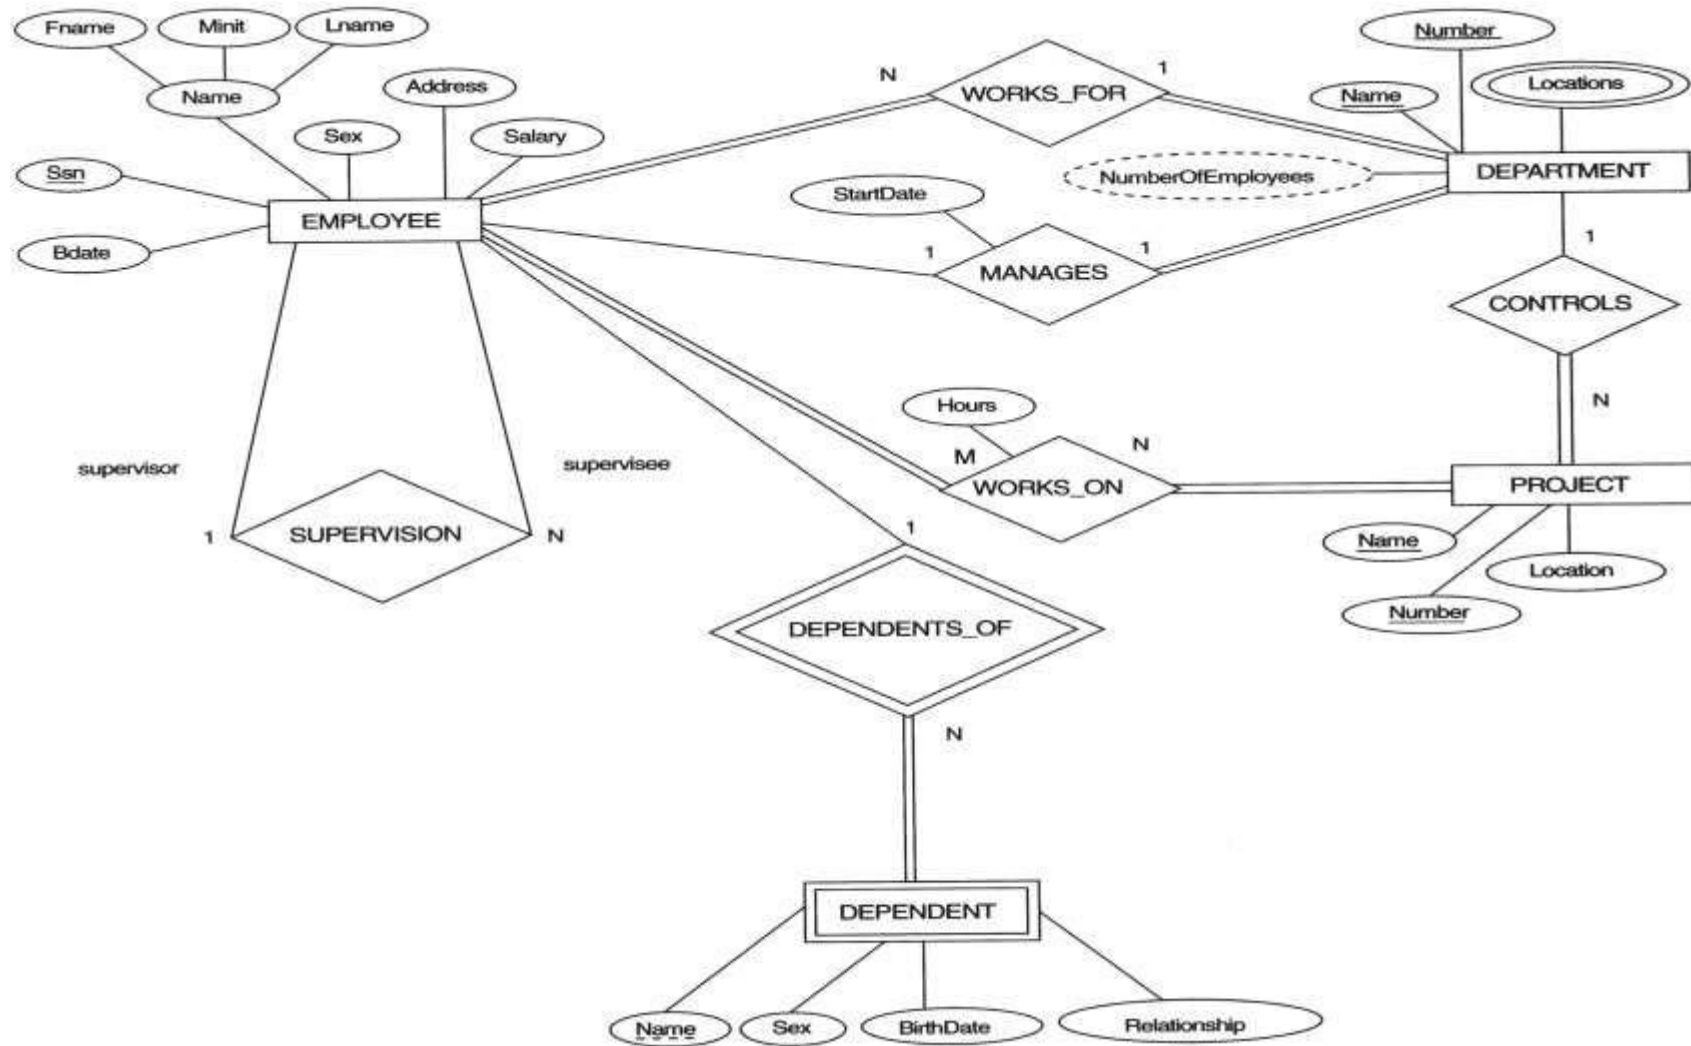 Fname
Minit
Lname
Name
Address
Sex
Salary
Ssn
Bdate
EMPLOYEE
N
WORKS_FOR
1
Number
Name
Locations
NumberOfEmployees
DEPARTMENT
StartDate
1
MANAGES
1
1
CONTROLS
N
supervisor
supervisee
1
SUPERVISION
N
Hours
M
WORKS_ON
N
PROJECT
Name
Location
Number
1
DEPENDENTS_OF
N
DEPENDENT
Name
Sex
BirthDate
Relationship